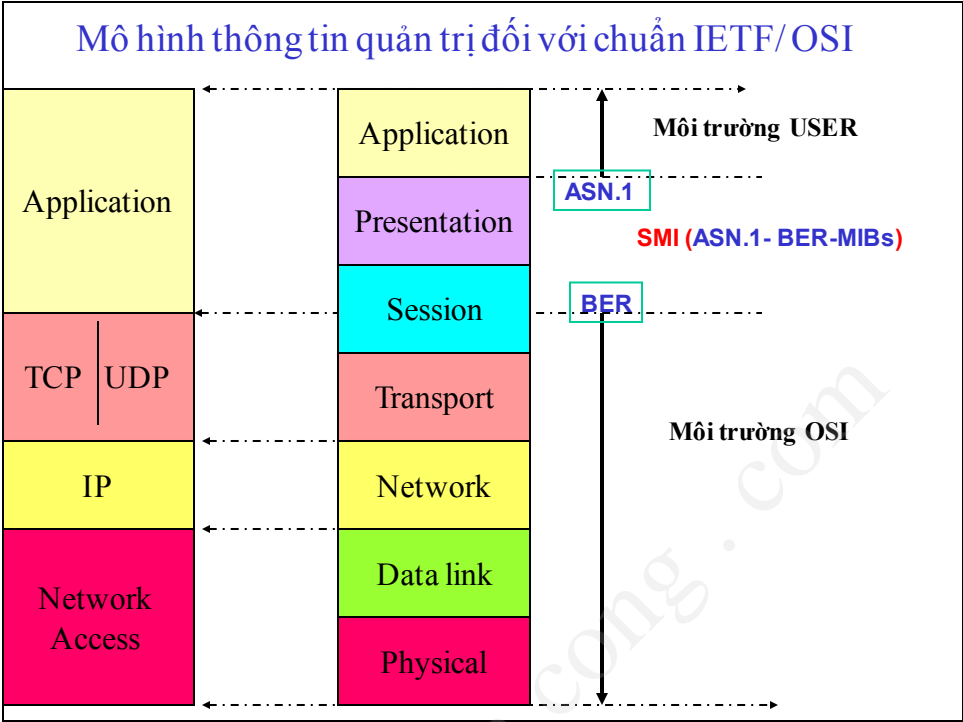 Mô hình thông tin quản trị đối với chuẩn IETF/ OSI
Application
TCP UDP
IP
Network
Access
Application
Presentation
Session
Transport
Network
Data link
Physical
Môi trường USER
ASN.1
SMI (ASN.1- BER-MIBs)
BER
Môi trường OSI
cong . com